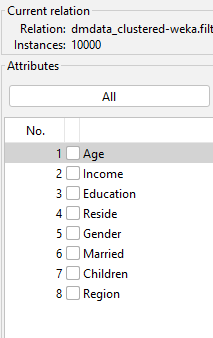 Current relation
Relation: dmdata_clustered-weka.filt
Instances: 10000
Attributes
All
No.
1 Age
2 Income
3 Education
4 Reside
5 Gender
6 Married
7 Children
8 Region